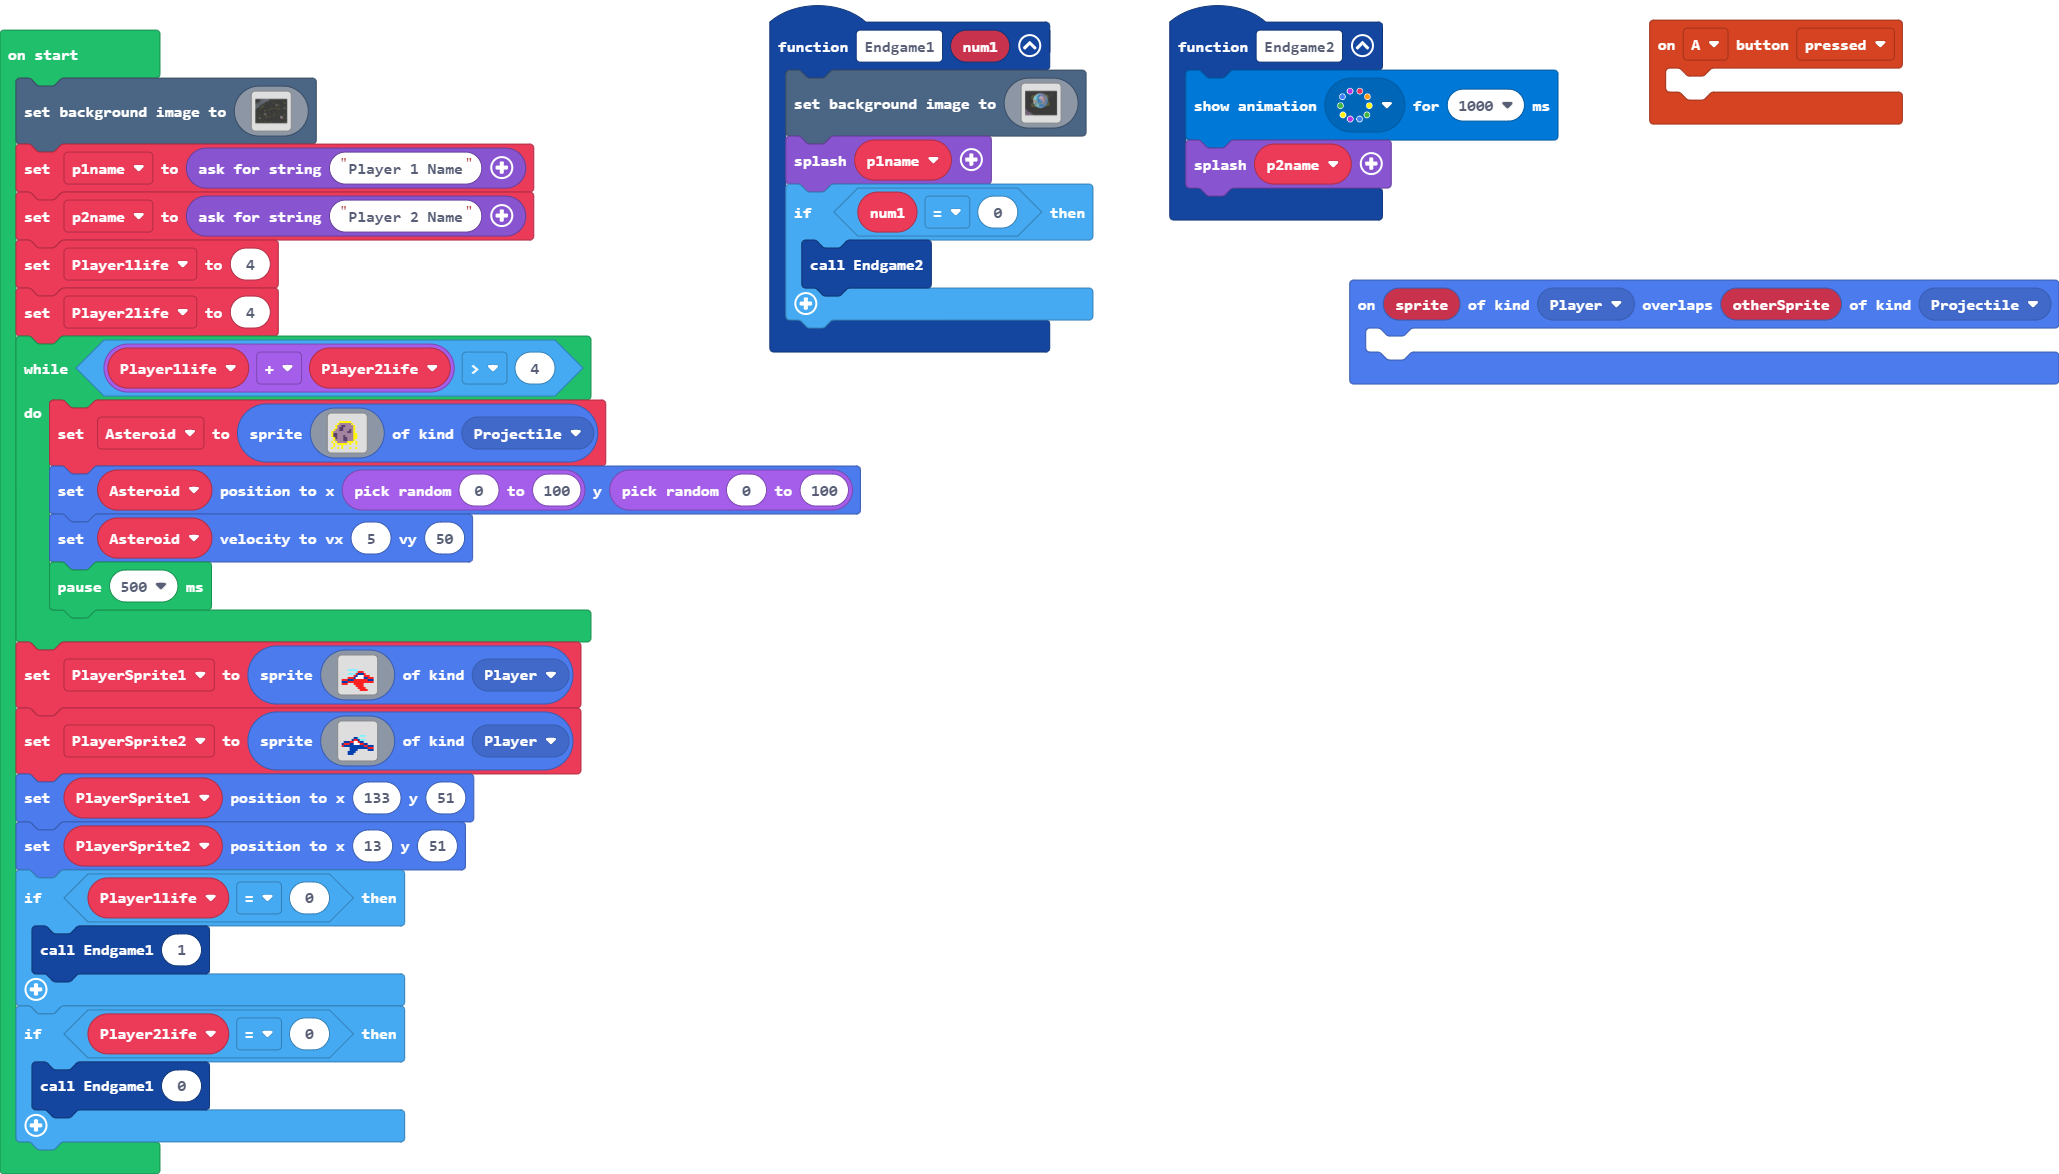 on start
set background image to
set p1name to ask for string "Player 1 Name"
set p2name to ask for string "Player 2 Name"
set Player1life to 4
set Player2life to 4
while Player1life + Player2life > 4
do
set Asteroid to sprite of kind Projectile
set Asteroid position to x pick random 0 to 100 y pick random 0 to 100
set Asteroid velocity to vx 5 vy 50
pause 500 ms
set PlayerSprite1 to sprite of kind Player
set PlayerSprite2 to sprite of kind Player
set PlayerSprite1 position to x 133 y 51
set PlayerSprite2 position to x 13 y 51
if Player1life = 0 then
call Endgame1 1
if Player2life = 0 then
call Endgame1 0
function Endgame1 num1
set background image to
splash p1name
if num1 = 0 then
call Endgame2
function Endgame2
show animation for 1000 ms
splash p2name
on A button pressed
on sprite of kind Player overlaps otherSprite of kind Projectile